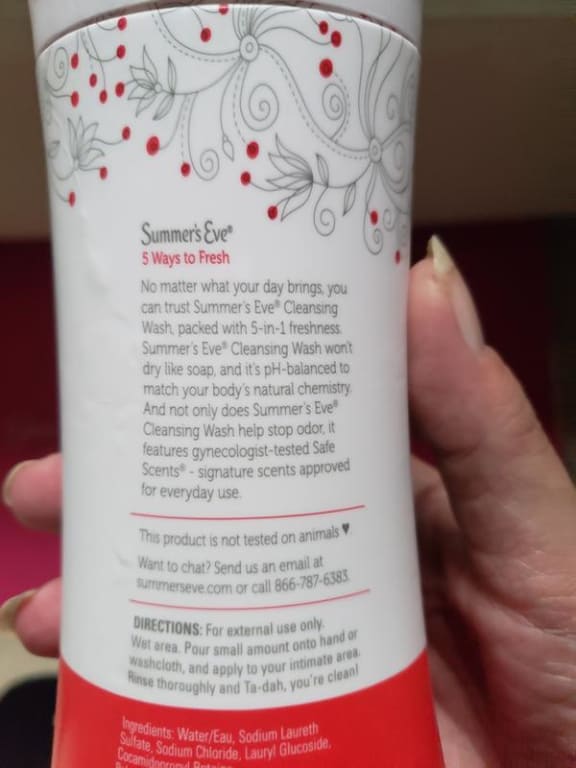 Summer's Eve®
5 Ways to Fresh
No matter what your day brings, you
can trust Summer's Eve® Cleansing
Wash, packed with 5-in-1 freshness.
Summer's Eve® Cleansing Wash won't
dry like soap, and it's pH-balanced to
match your body's natural chemistry.
And not only does Summer's Eve®
Cleansing Wash help stop odor, it
features gynecologist-tested Safe
Scents® - signature scents approved
for everyday use.
This product is not tested on animals ♥.
Want to chat? Send us an email at
summerseve.com or call 866-787-6383.
DIRECTIONS: For external use only.
Wet area. Pour small amount onto hand or
washcloth, and apply to your intimate area.
Rinse thoroughly and Ta-dah, you're clean!
Ingredients: Water/Eau, Sodium Laureth
Sulfate, Sodium Chloride, Lauryl Glucoside,